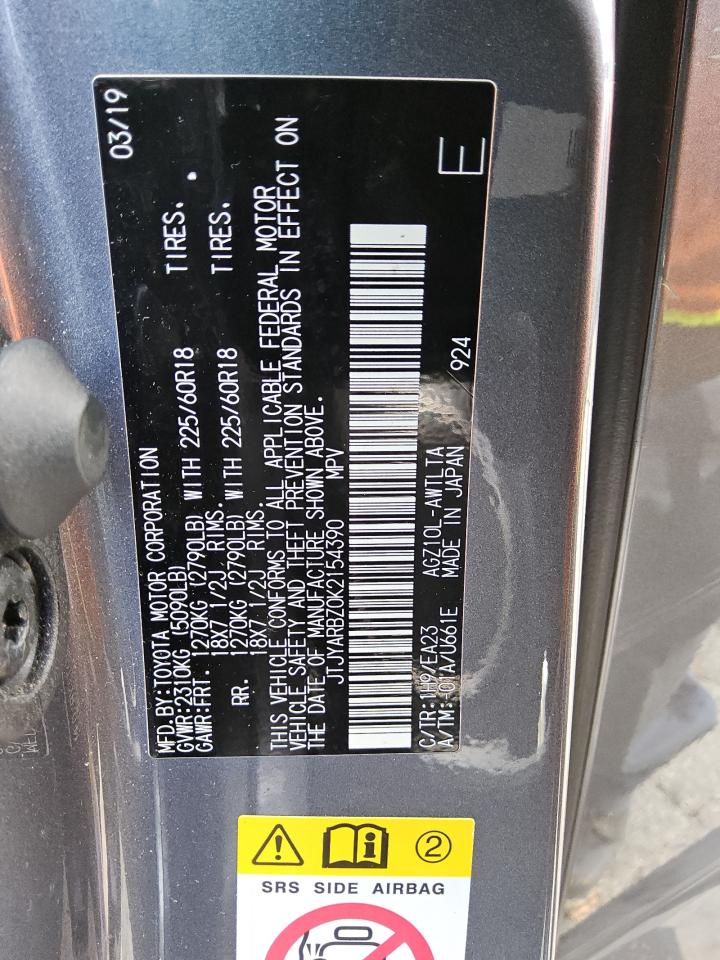 MFD.BY:TOYOTA MOTOR CORPORATION 03/19
GVWR:2310KG (5090LB)
GAWR:FRT. 1270KG (2790LB) WITH 225/60R18 TIRES.
18X7 1/2J RIMS.
RR. 1270KG (2790LB) WITH 225/60R18 TIRES.
18X7 1/2J RIMS.
THIS VEHICLE CONFORMS TO ALL APPLICABLE FEDERAL MOTOR
VEHICLE SAFETY AND THEFT PREVENTION STANDARDS IN EFFECT ON
THE DATE OF MANUFACTURE SHOWN ABOVE.
JTJYARBZ0K2154390 MPV
C/TR:1H9/EA23 AGZ10L-AWTLTA 924
A/TM:-01A/U661E MADE IN JAPAN E
2
SRS SIDE AIRBAG